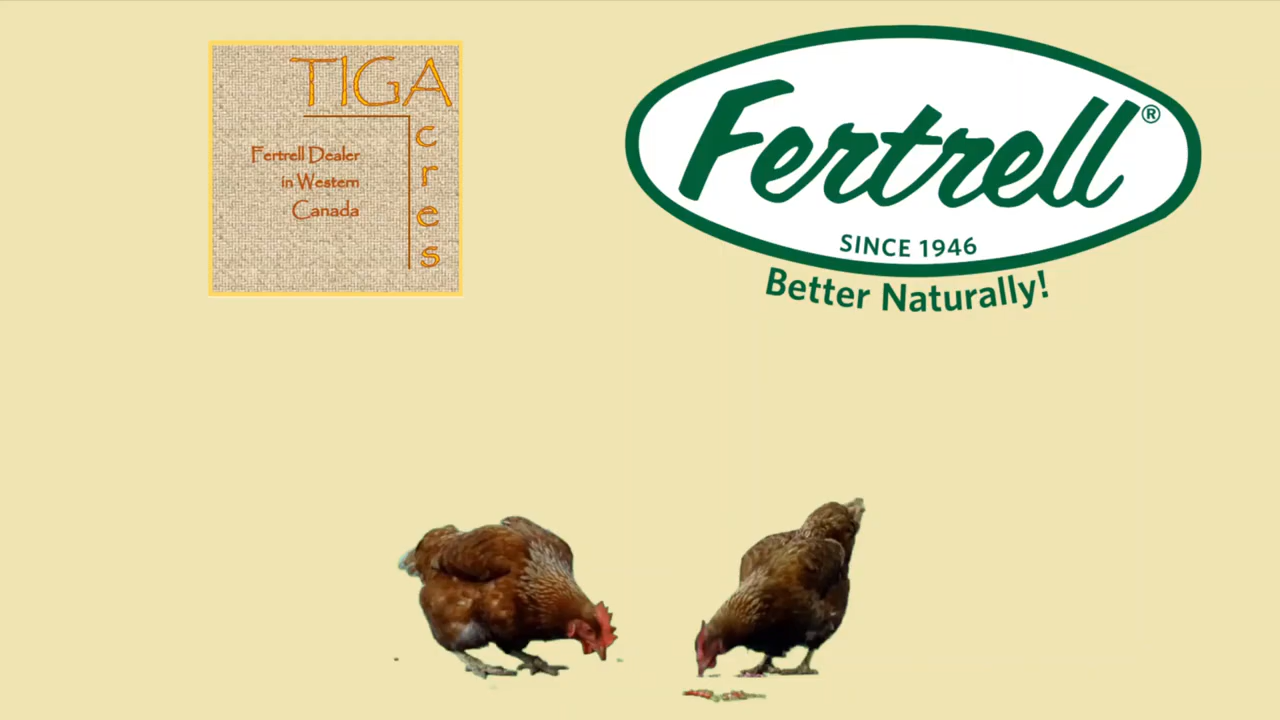 TIGA
cres
Fertrell Dealer
in Western
Canada
Fertrell®
SINCE 1946
Better Naturally!